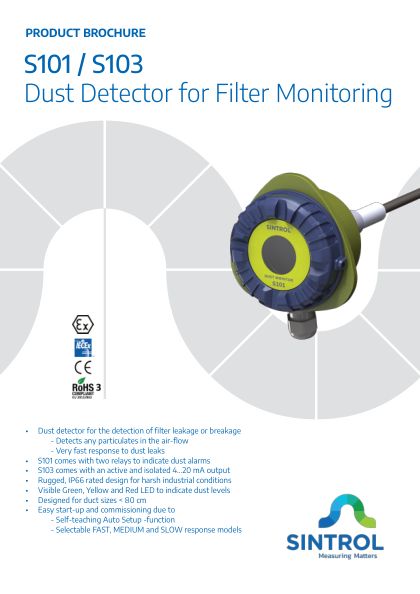 PRODUCT BROCHURE
S101 / S103
Dust Detector for Filter Monitoring
SINTROL
DUST MONITOR
S101
Ex
IECEx
CE
RoHS 3
COMPLIANT
• Dust detector for the detection of filter leakage or breakage
- Detects any particulates in the air-flow
- Very fast response to dust leaks
• S101 comes with two relays to indicate dust alarms
• S103 comes with an active and isolated 4...20 mA output
• Rugged, IP66 rated design for harsh industrial conditions
• Visible Green, Yellow and Red LED to indicate dust levels
• Designed for duct sizes < 80 cm
• Easy start-up and commissioning due to
- Self-teaching Auto Setup -function
- Selectable FAST, MEDIUM and SLOW response models
SINTROL
Measuring Matters